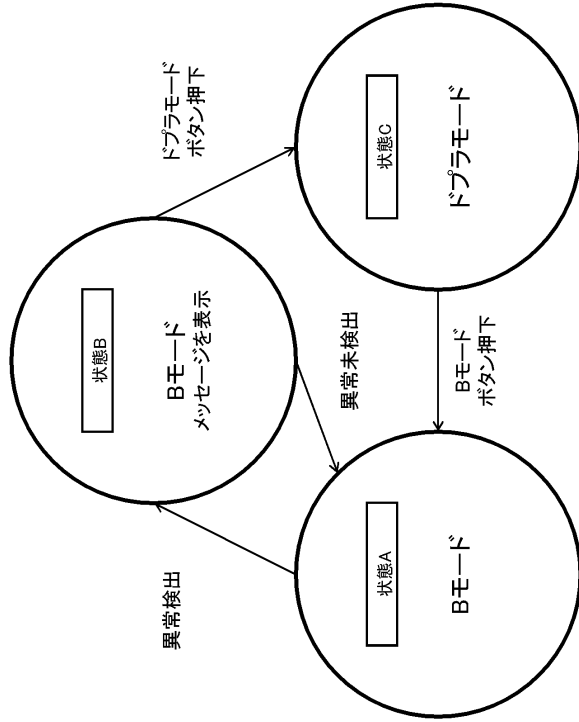 状態B
Bモード
メッセージを表示
異常検出
ドプラモード
ボタン押下
異常未検出
状態A
Bモード
Bモード
ボタン押下
状態C
ドプラモード